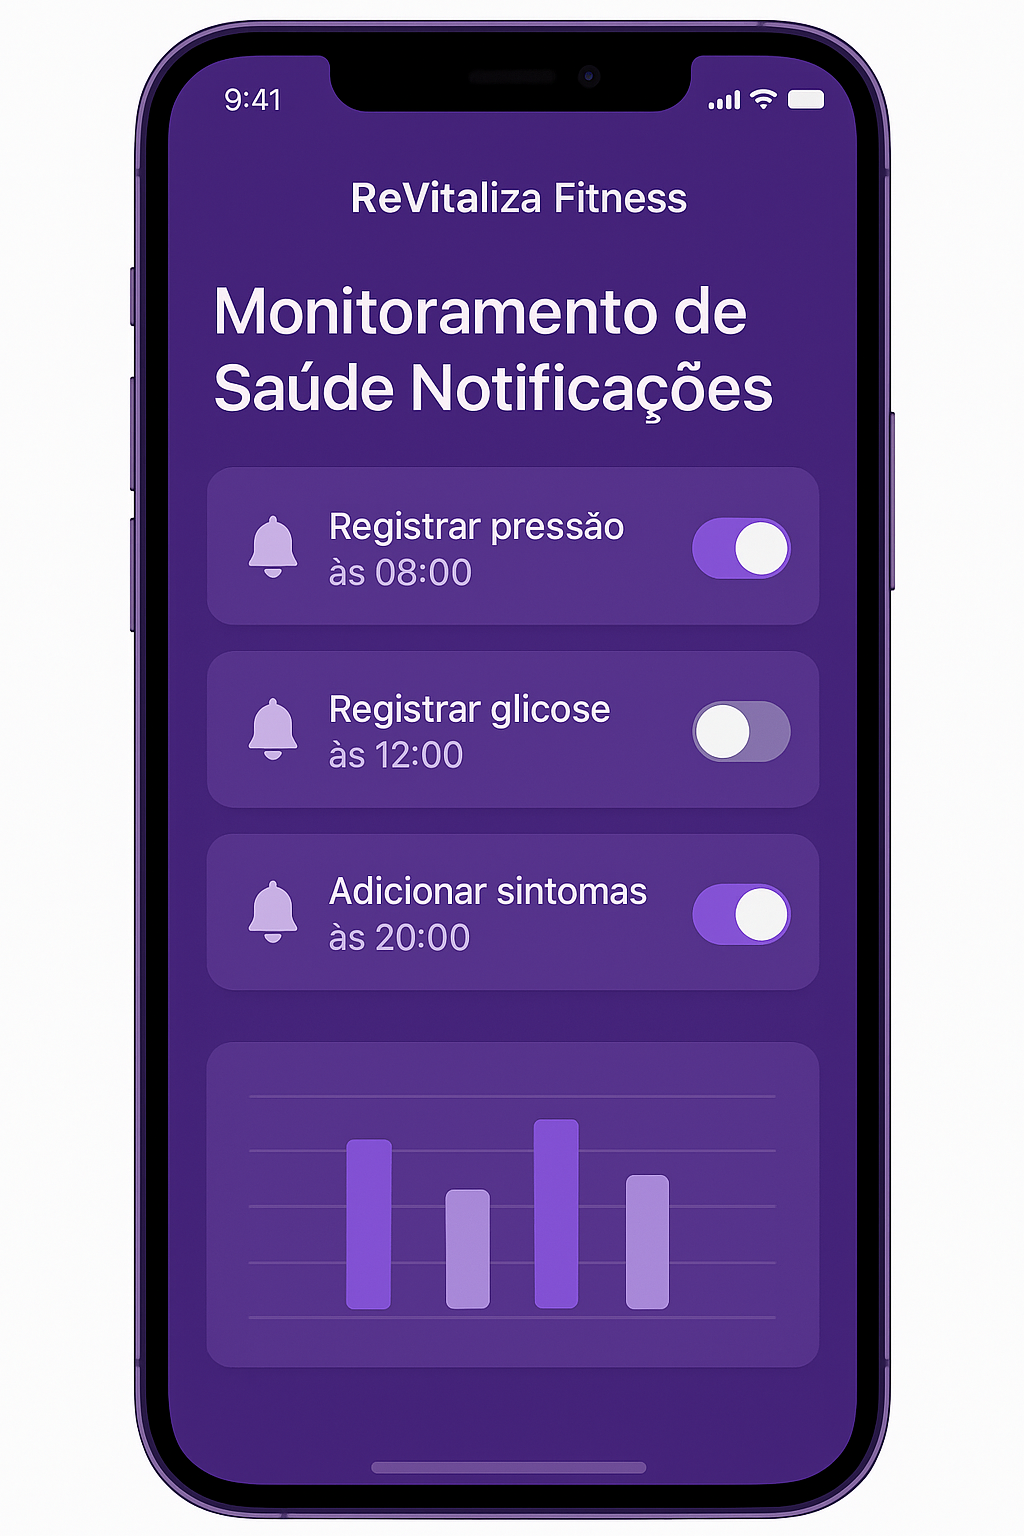 9:41
ReVitaliza Fitness
Monitoramento de
Saúde Notificações
Registrar pressǎo
às 08:00
Registrar glicose
às 12:00
Adicionar sintomas
às 20:00